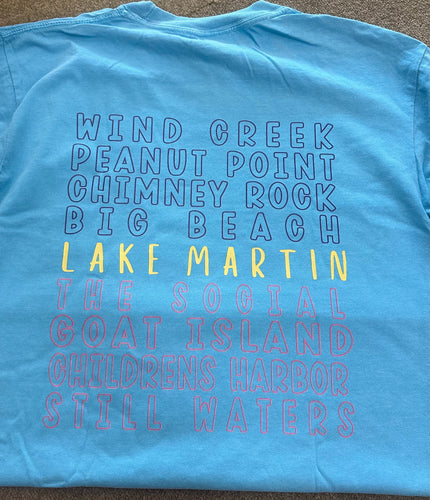 WIND CREEK
PEANUT POINT
CHIMNEY ROCK
BIG BEACH
LAKE MARTIN
THE SOCIAL
GOAT ISLAND
CHILDRENS HARBOR
STILL WATERS